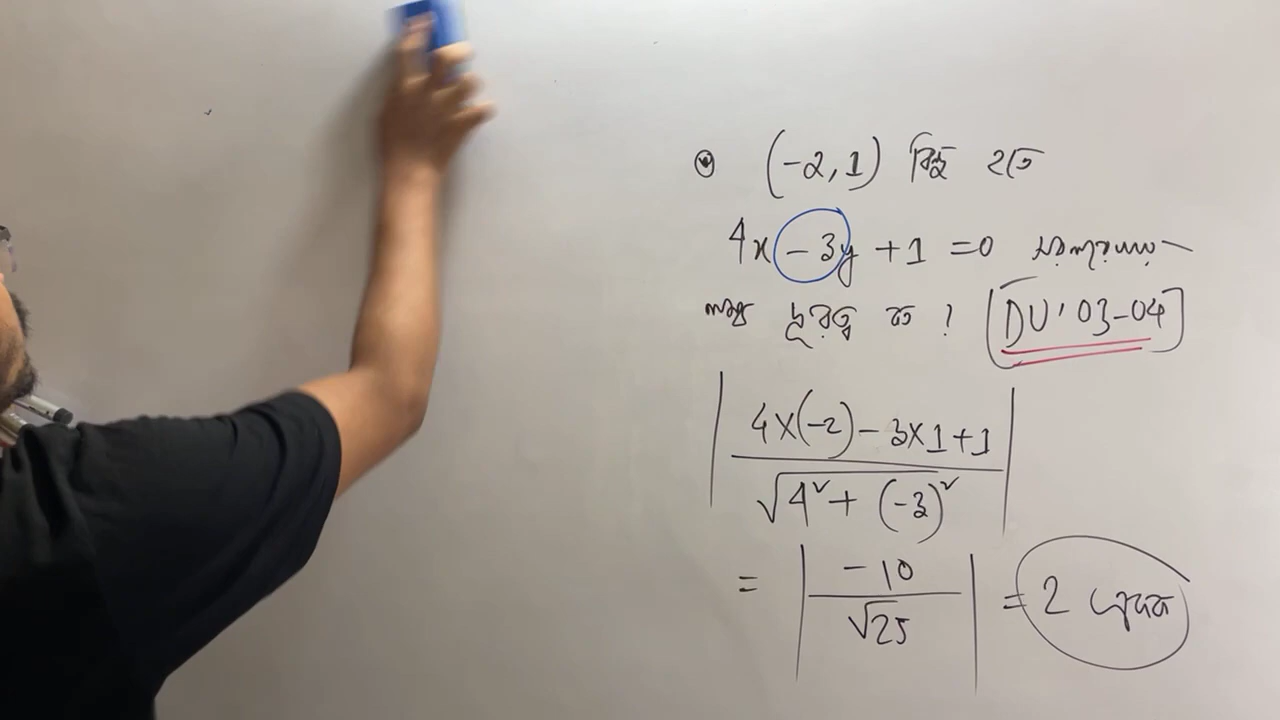 (-2, 1) বিন্দু হতে
4x - 3y + 1 = 0 সরলরেখার
লম্ব দূরত্ব কত ? [DU' 03-04]
|4×(-2) - 3×1 + 1|
√4² + (-3)²
= |-10 / √25| = 2 একক